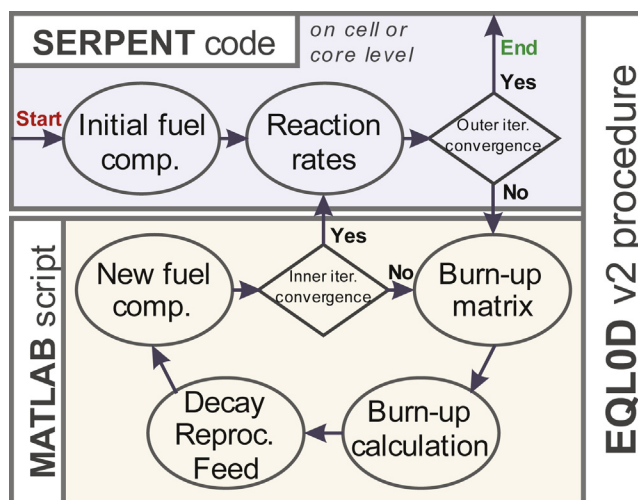 SERPENT code
on cell or
core level
End
Yes
Start
Initial fuel
comp.
Reaction
rates
Outer iter.
convergence
No
Yes
New fuel
comp.
Inner iter.
convergence
No
Burn-up
matrix
Decay
Reproc.
Feed
Burn-up
calculation
MATLAB script
EQL0D v2 procedure